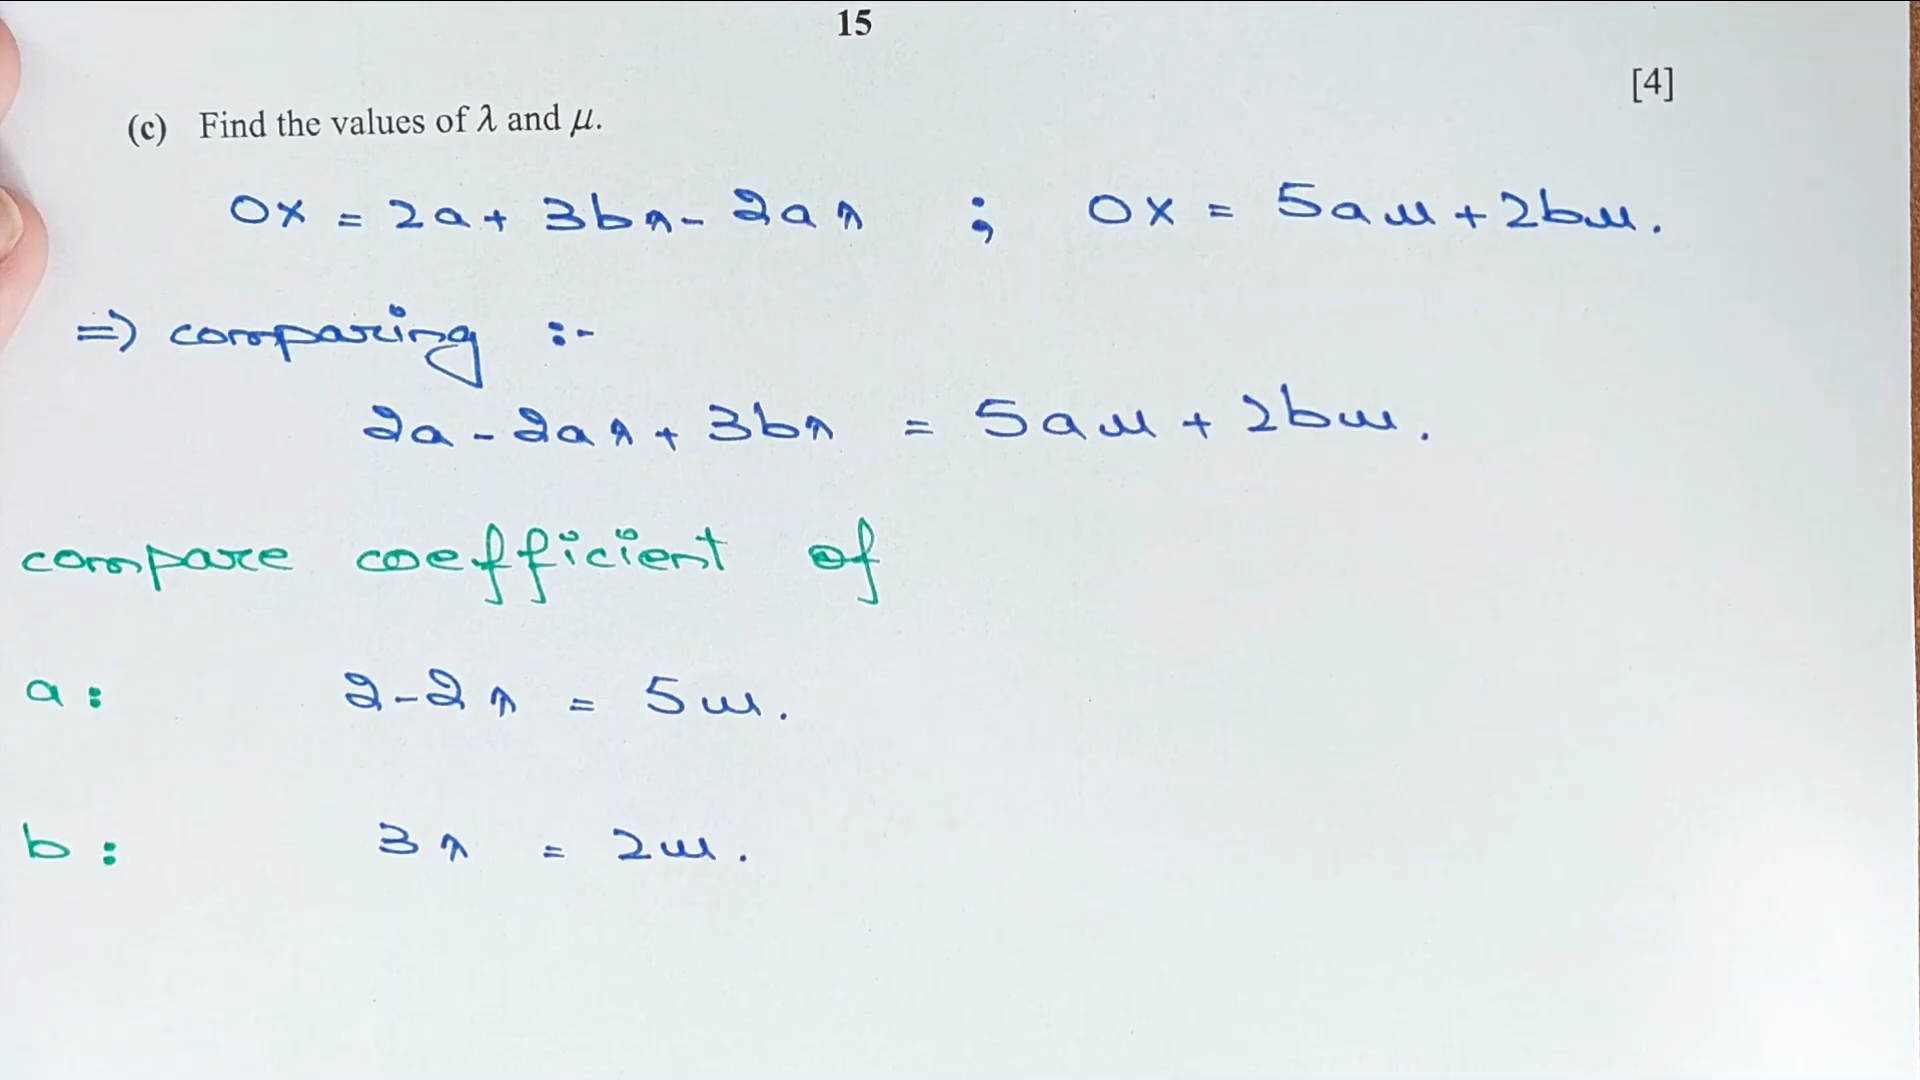 15
[4]
(c) Find the values of λ and μ.
OX = 2a + 3bλ - 2aλ ; OX = 5aμ + 2bμ.
⇒ comparing :-
2a - 2aλ + 3bλ = 5aμ + 2bμ.
compare coefficient of
a: 2 - 2λ = 5μ.
b: 3λ = 2μ.